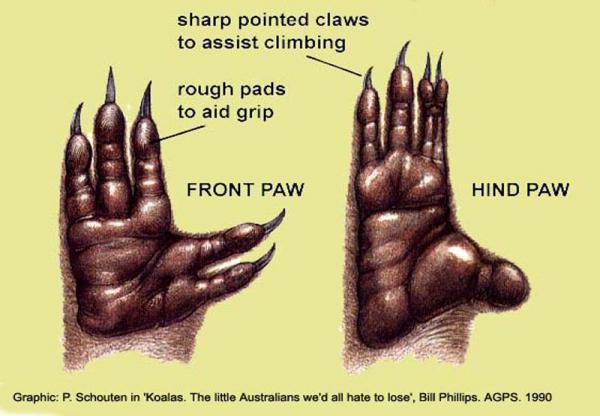 sharp pointed claws
to assist climbing
rough pads
to aid grip
FRONT PAW
HIND PAW
Graphic: P. Schouten in 'Koalas. The little Australians we'd all hate to lose', Bill Phillips. AGPS. 1990